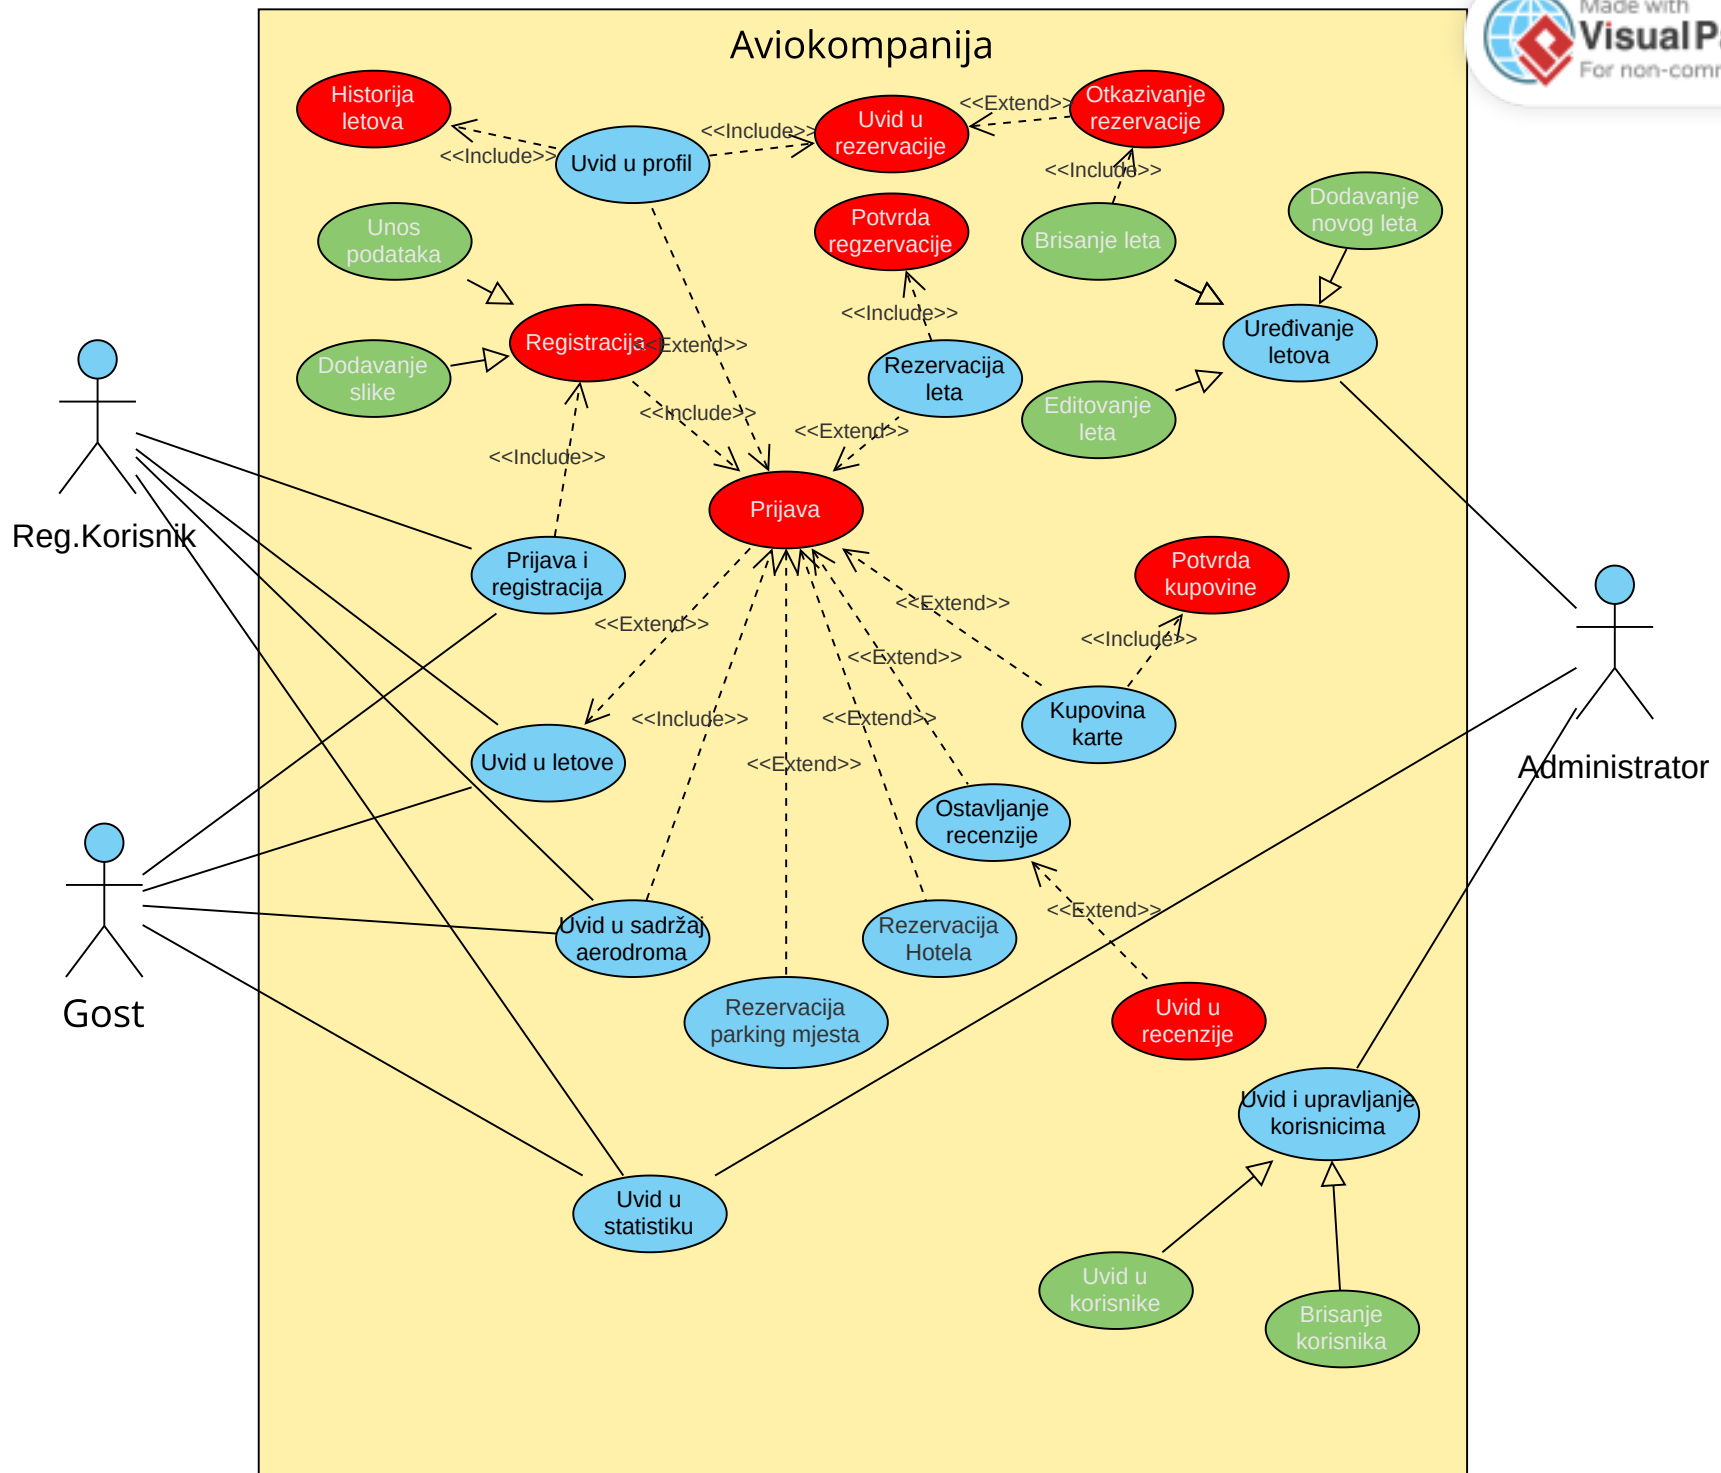 Made with
VisualPa
For non-comm
Aviokompanija
Historija
letova
<<Include>>
Uvid u profil
<<Include>>
Uvid u
rezervacije
<<Extend>>
Otkazivanje
rezervacije
<<Include>>
Unos
podataka
Potvrda
regzervacije
Brisanje leta
Dodavanje
novog leta
<<Include>>
Registracija
<<Extend>>
Uređivanje
letova
Dodavanje
slike
Rezervacija
leta
Editovanje
leta
<<Include>>
<<Extend>>
<<Include>>
Reg.Korisnik
Prijava
Prijava i
registracija
Potvrda
kupovine
<<Extend>>
<<Extend>>
<<Include>>
<<Extend>>
<<Include>>
<<Extend>>
Kupovina
karte
Uvid u letove
<<Extend>>
Administrator
Ostavljanje
recenzije
<<Extend>>
Uvid u sadržaj
aerodroma
Rezervacija
Hotela
Gost
Rezervacija
parking mjesta
Uvid u
recenzije
Uvid i upravljanje
korisnicima
Uvid u
statistiku
Uvid u
korisnike
Brisanje
korisnika